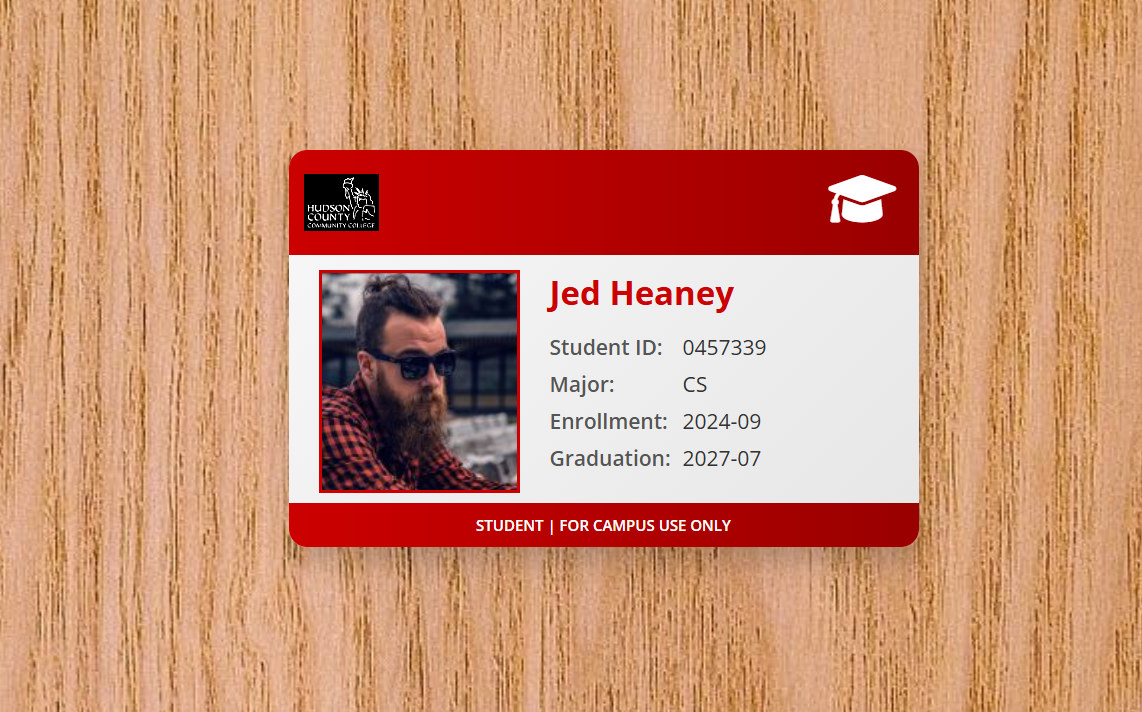 HUDSON
COUNTY
COMMUNITY COLLEGE
Jed Heaney
Student ID: 0457339
Major: CS
Enrollment: 2024-09
Graduation: 2027-07
STUDENT | FOR CAMPUS USE ONLY